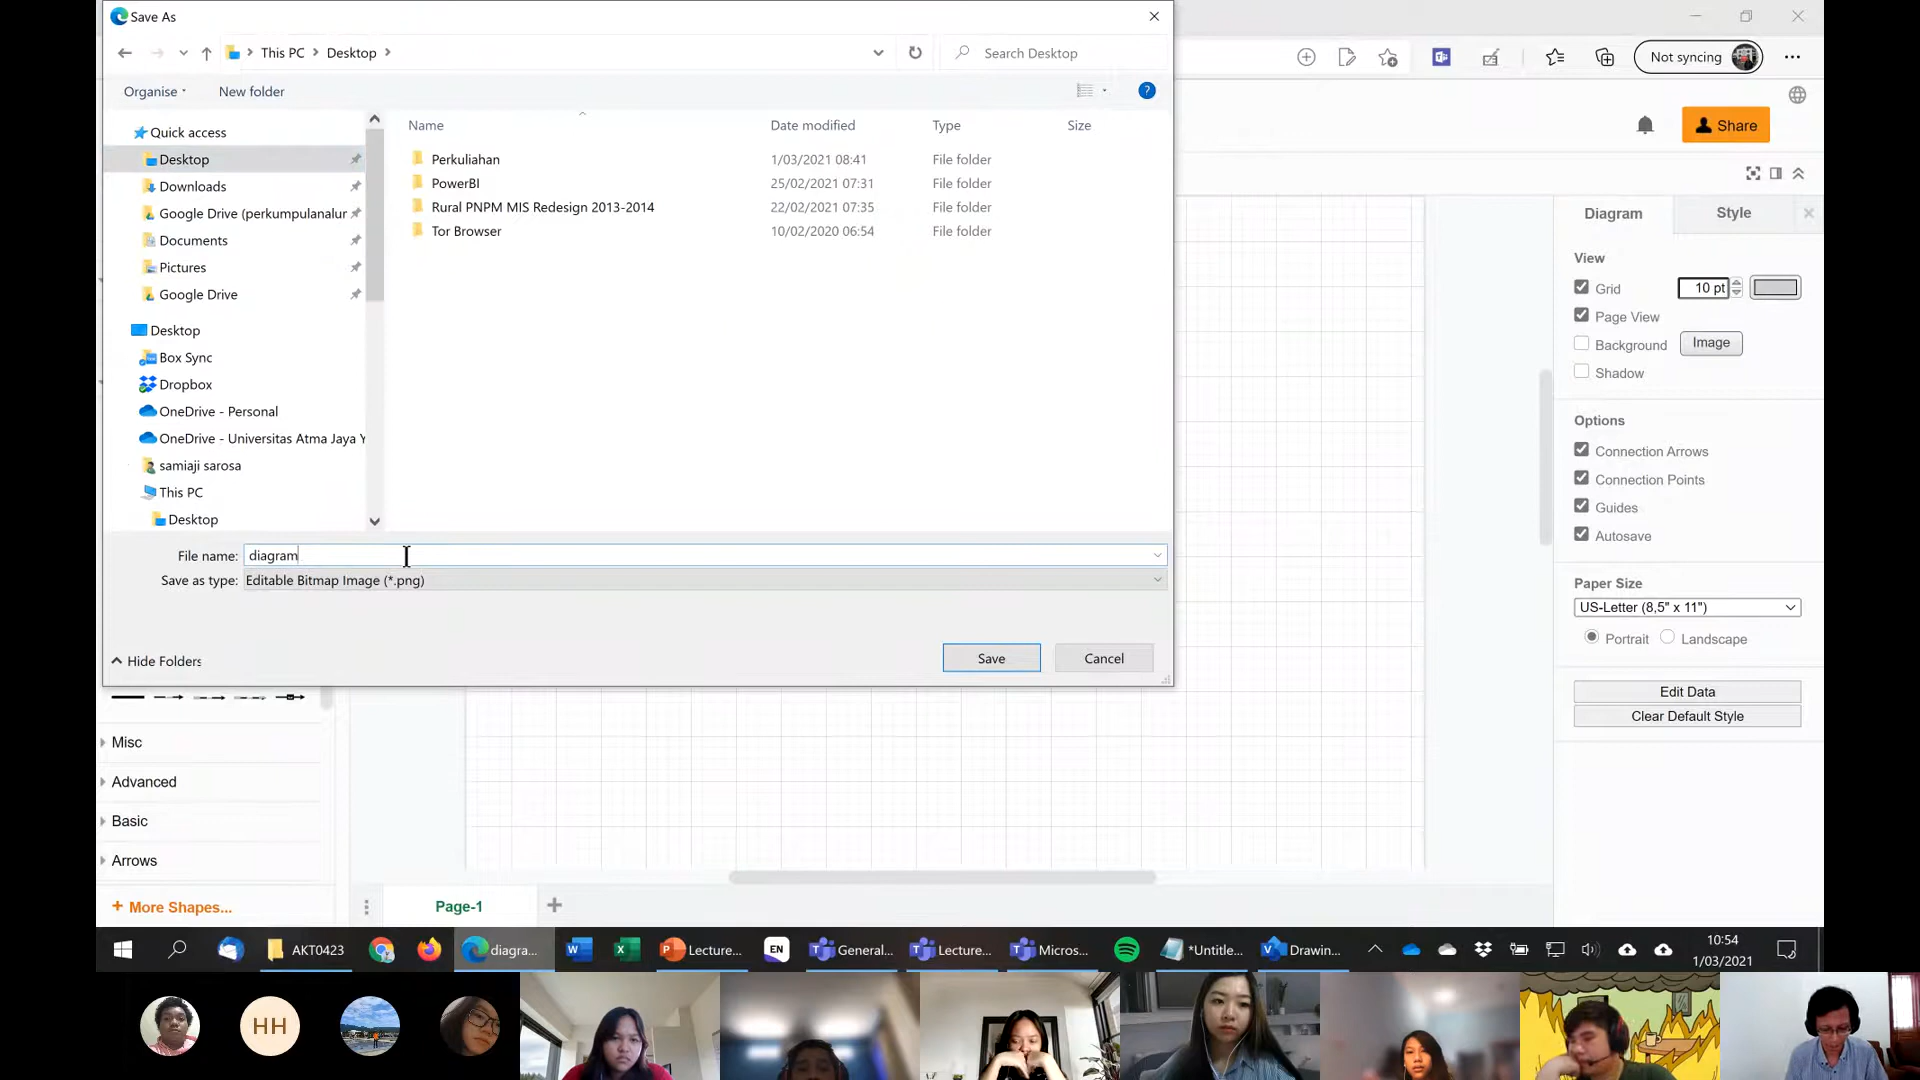 Save As
This PC
Desktop
Search Desktop
Not syncing
Organise
New folder
Share
Name
Date modified
Type
Size
Quick access
Desktop
Downloads
Google Drive (perkumpulanalur
Documents
Pictures
Google Drive
Desktop
Box Sync
Dropbox
OneDrive - Personal
OneDrive - Universitas Atma Jaya Y
samiaji sarosa
This PC
Desktop
Perkuliahan 1/03/2021 08:41 File folder
PowerBI 25/02/2021 07:31 File folder
Rural PNPM MIS Redesign 2013-2014 22/02/2021 07:35 File folder
Tor Browser 10/02/2020 06:54 File folder
File name: diagram
Save as type: Editable Bitmap Image (*.png)
Hide Folders
Save
Cancel
Diagram
Style
View
Grid
10 pt
Page View
Background
Image
Shadow
Options
Connection Arrows
Connection Points
Guides
Autosave
Paper Size
US-Letter (8,5" x 11")
Portrait
Landscape
Edit Data
Clear Default Style
Misc
Advanced
Basic
Arrows
+ More Shapes...
Page-1
AKT0423
diagra...
Lecture...
EN
General...
Lecture...
Micros...
*Untitle...
Drawin...
10:54
1/03/2021
HH